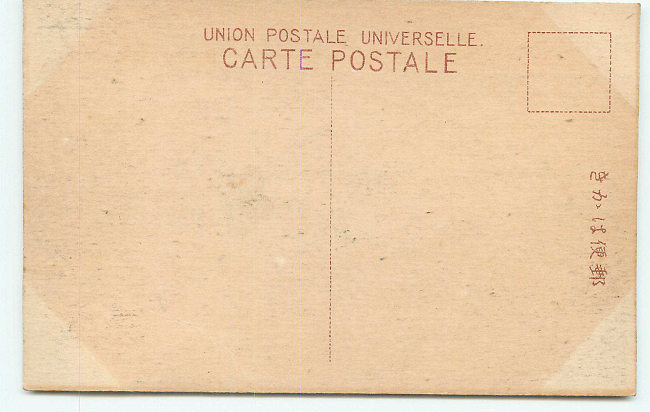 UNION POSTALE UNIVERSELLE.
CARTE POSTALE
きかは便郵